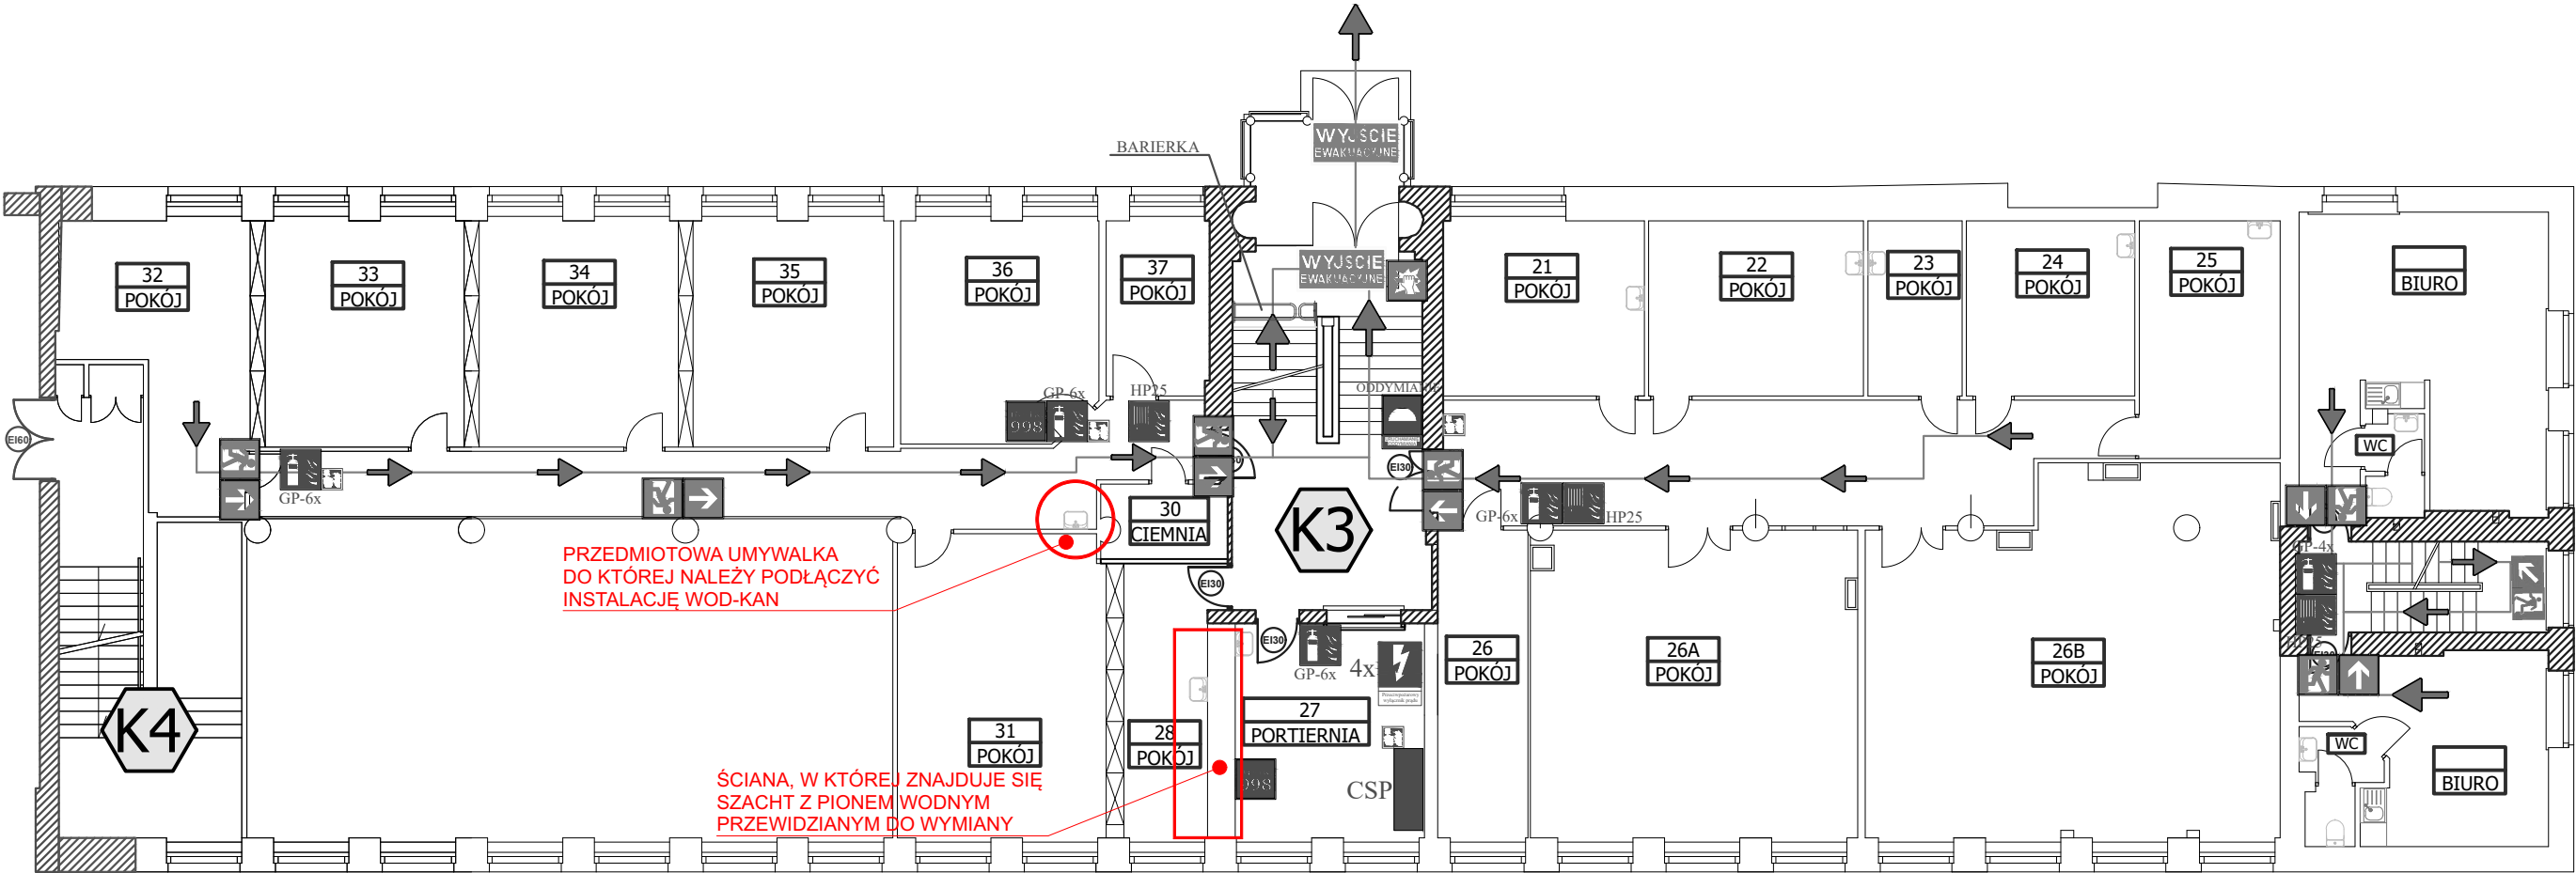 WYJŚCIE
EWAKUACYJNE
BARIERKA
WYJŚCIE
EWAKUACYJNE
32
POKÓJ
33
POKÓJ
34
POKÓJ
35
POKÓJ
36
POKÓJ
37
POKÓJ
21
POKÓJ
22
POKÓJ
23
POKÓJ
24
POKÓJ
25
POKÓJ
BIURO
GP-6x
HP25
998
EI60
GP-6x
EI30
WC
GP-6x
HP25
30
CIEMNIA
K3
PRZEDMIOTOWA UMYWALKA
DO KTÓREJ NALEŻY PODŁĄCZYĆ
INSTALACJĘ WOD-KAN
EI30
EI30
GP-4x
GP-6x
4x
26
POKÓJ
26A
POKÓJ
26B
POKÓJ
K4
31
POKÓJ
28
POKÓJ
27
PORTIERNIA
WC
BIURO
998
CSP
ŚCIANA, W KTÓREJ ZNAJDUJE SIĘ
SZACHT Z PIONEM WODNYM
PRZEWIDZIANYM DO WYMIANY